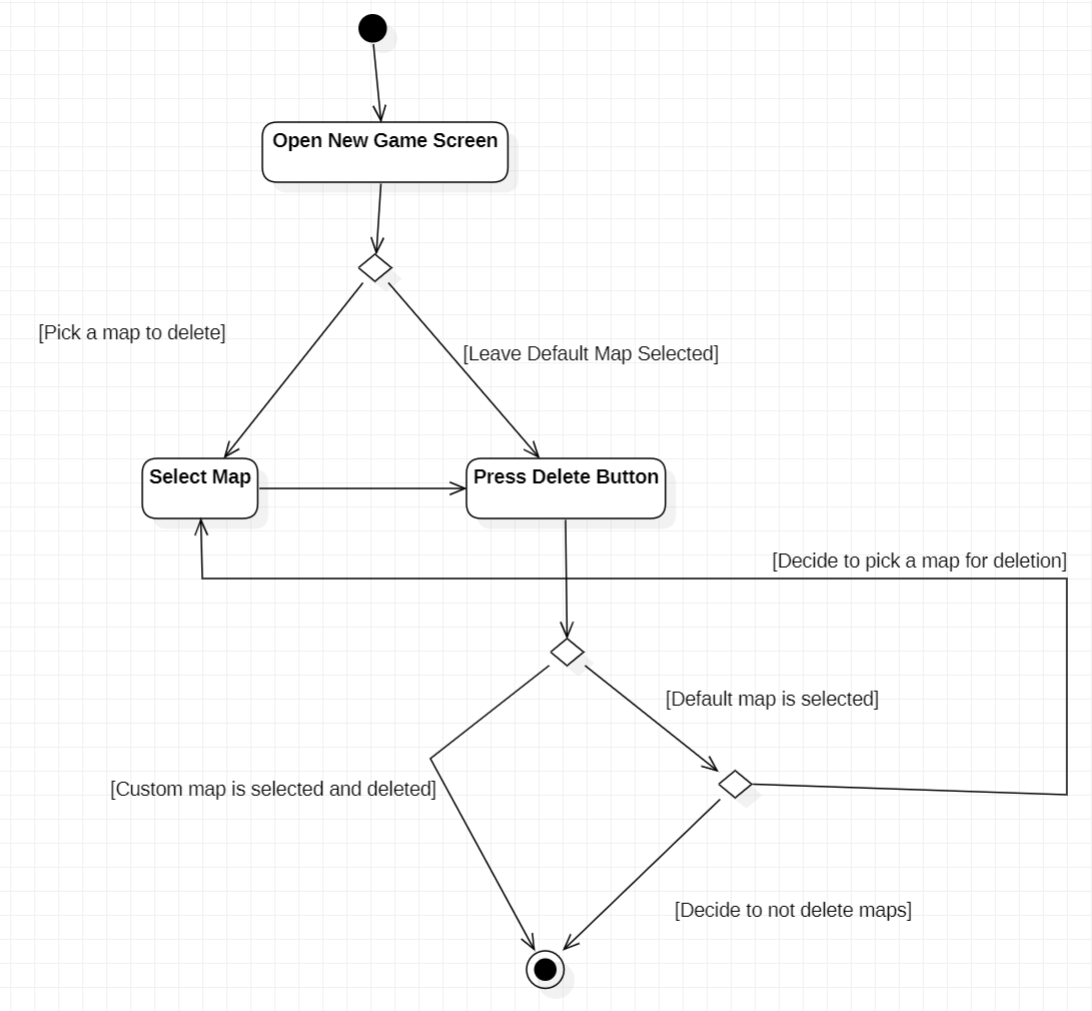 Open New Game Screen
[Pick a map to delete]
[Leave Default Map Selected]
Select Map
Press Delete Button
[Decide to pick a map for deletion]
[Default map is selected]
[Custom map is selected and deleted]
[Decide to not delete maps]